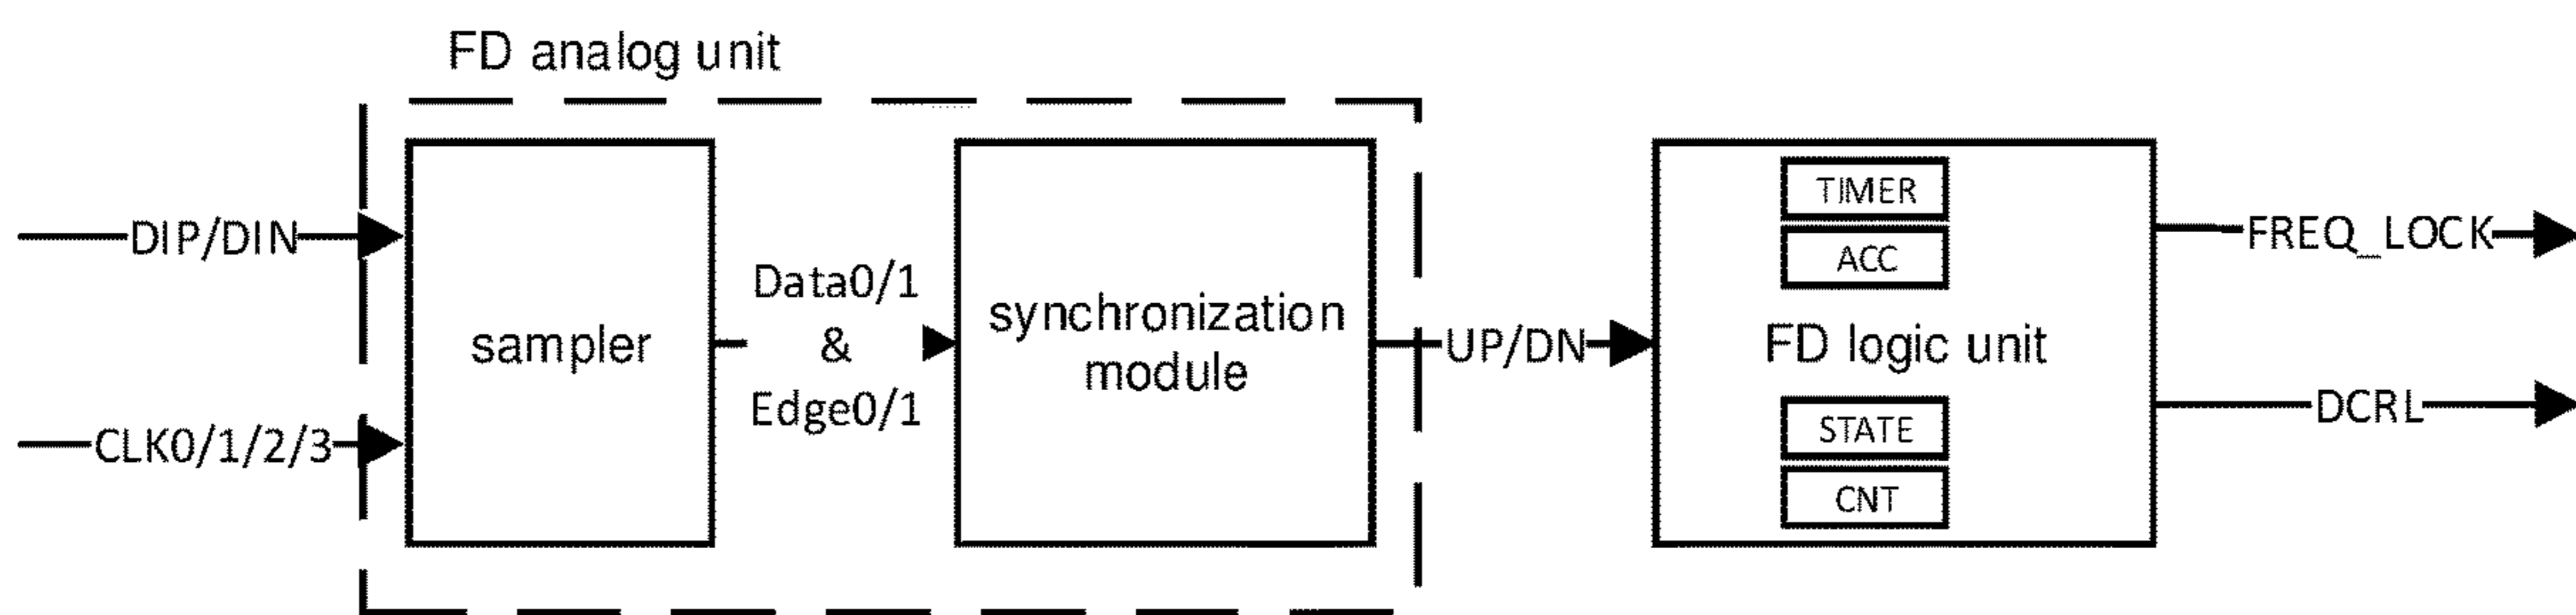 FD analog unit
DIP/DIN
CLK0/1/2/3
sampler
Data0/1
&
Edge0/1
synchronization
module
UP/DN
TIMER
ACC
FD logic unit
STATE
CNT
FREQ_LOCK
DCRL